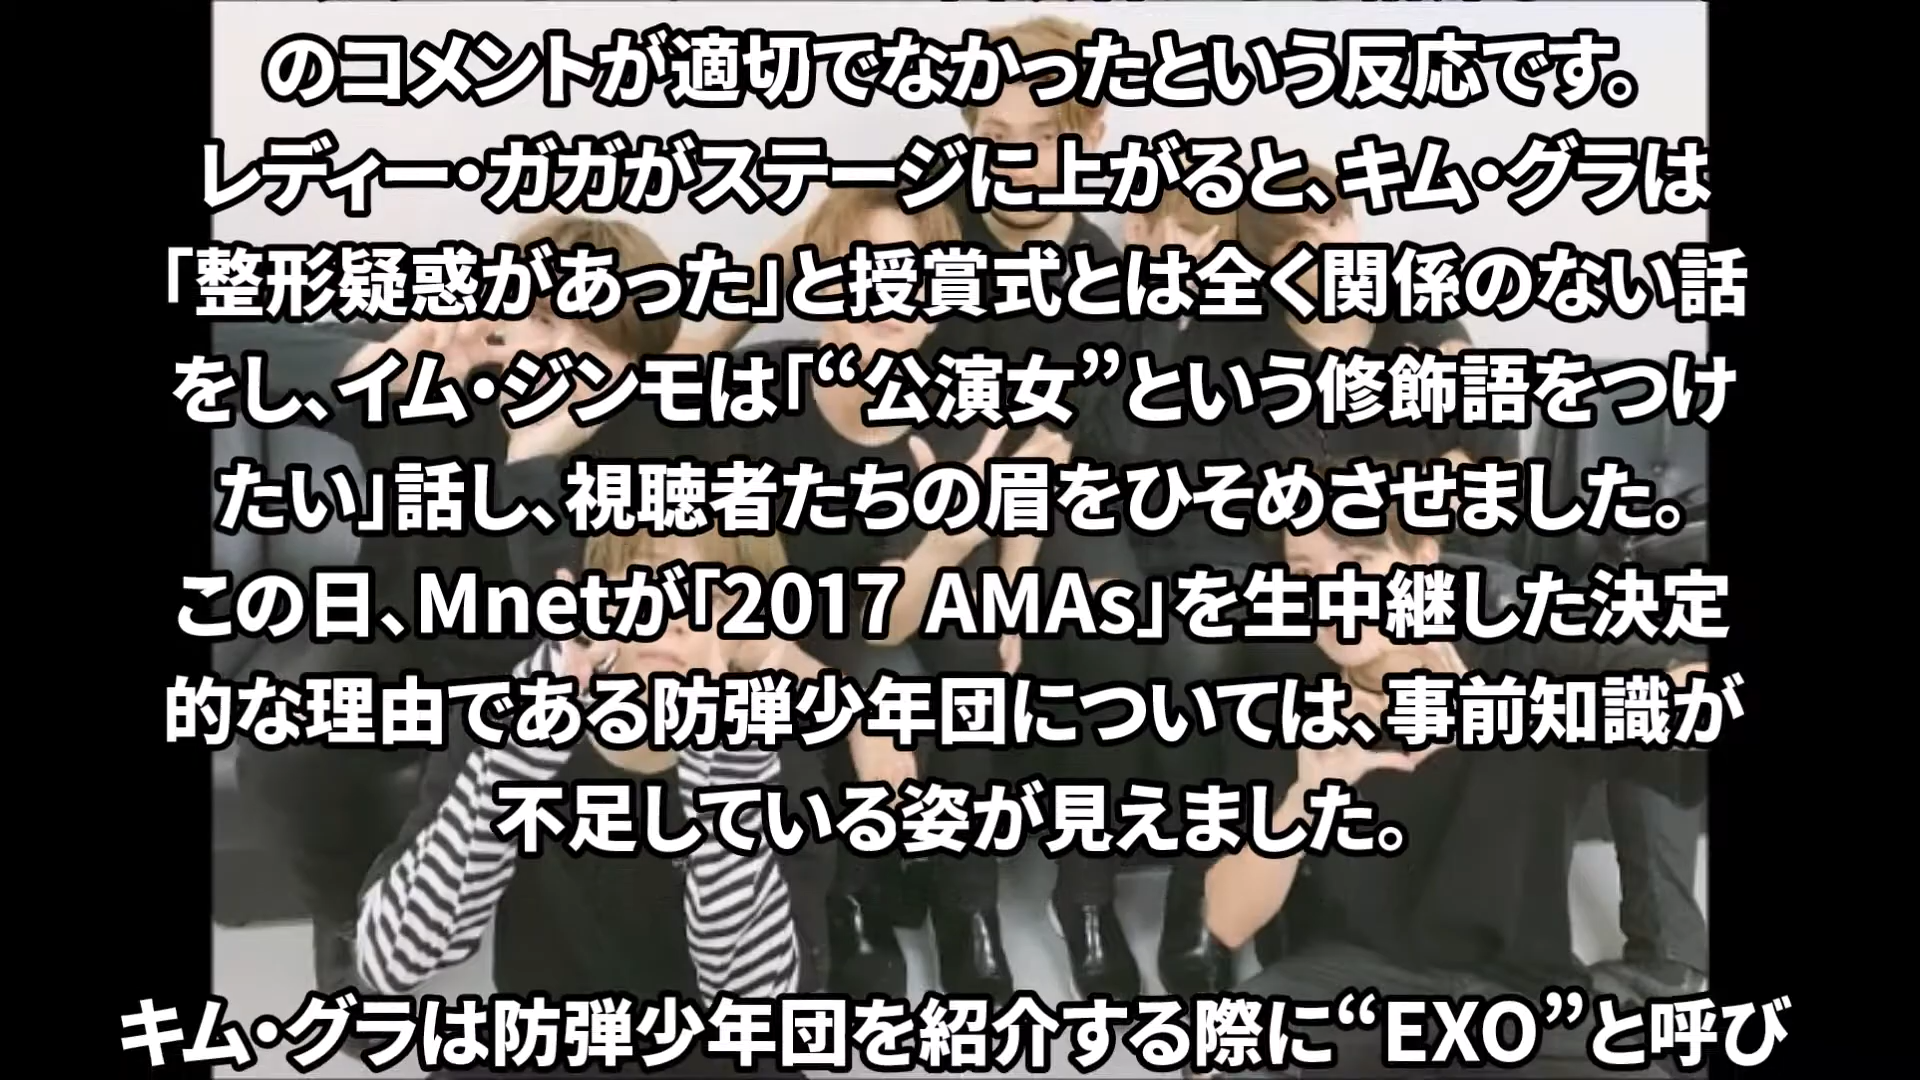 のコメントが適切でなかったという反応です。
レディー・ガガがステージに上がると、キム・グラは
「整形疑惑があった」と授賞式とは全く関係のない話
をし、イム・ジンモは「“公演女”という修飾語をつけ
たい」話し、視聴者たちの眉をひそめさせました。
この日、Mnetが「2017 AMAs」を生中継した決定
的な理由である防弾少年団については、事前知識が
不足している姿が見えました。
キム・グラは防弾少年団を紹介する際に“EXO”と呼び